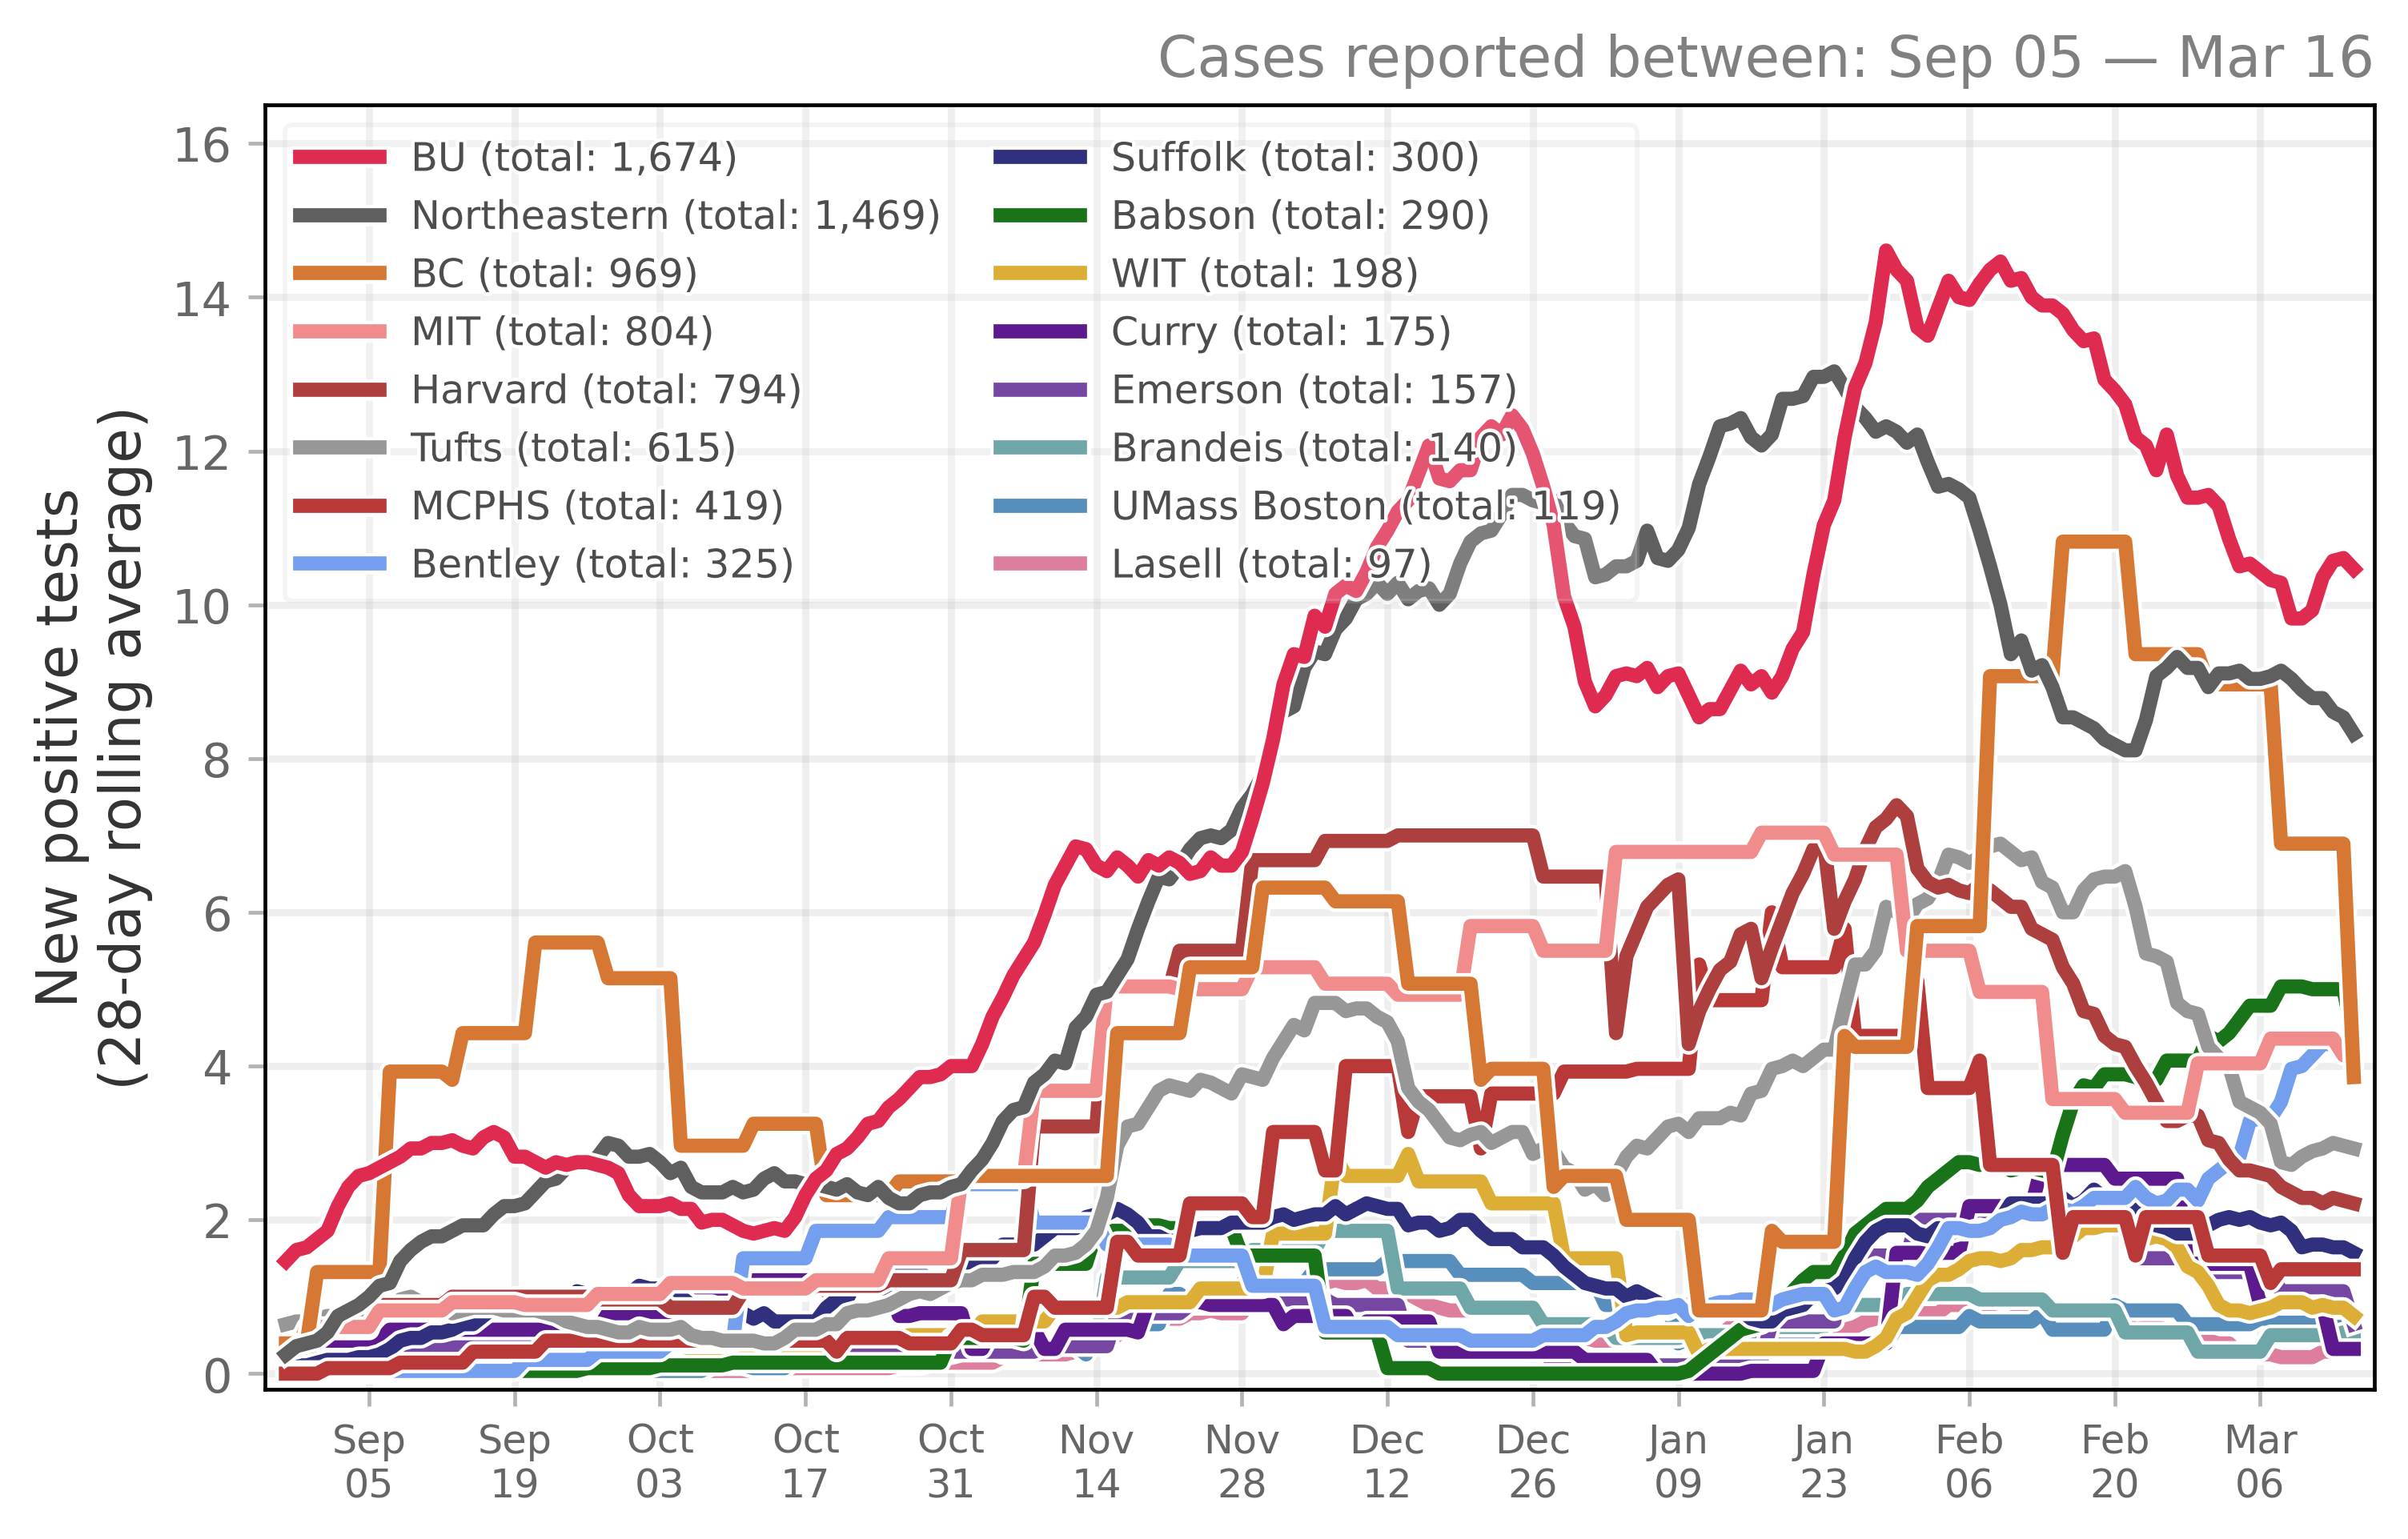 Cases reported between: Sep 05 — Mar 16
New positive tests
(28-day rolling average)
16
14
12
10
8
6
4
2
0
BU (total: 1,674)
Northeastern (total: 1,469)
BC (total: 969)
MIT (total: 804)
Harvard (total: 794)
Tufts (total: 615)
MCPHS (total: 419)
Bentley (total: 325)
Suffolk (total: 300)
Babson (total: 290)
WIT (total: 198)
Curry (total: 175)
Emerson (total: 157)
Brandeis (total: 140)
UMass Boston (total: 119)
Lasell (total: 97)
Sep
05
Sep
19
Oct
03
Oct
17
Oct
31
Nov
14
Nov
28
Dec
12
Dec
26
Jan
09
Jan
23
Feb
06
Feb
20
Mar
06